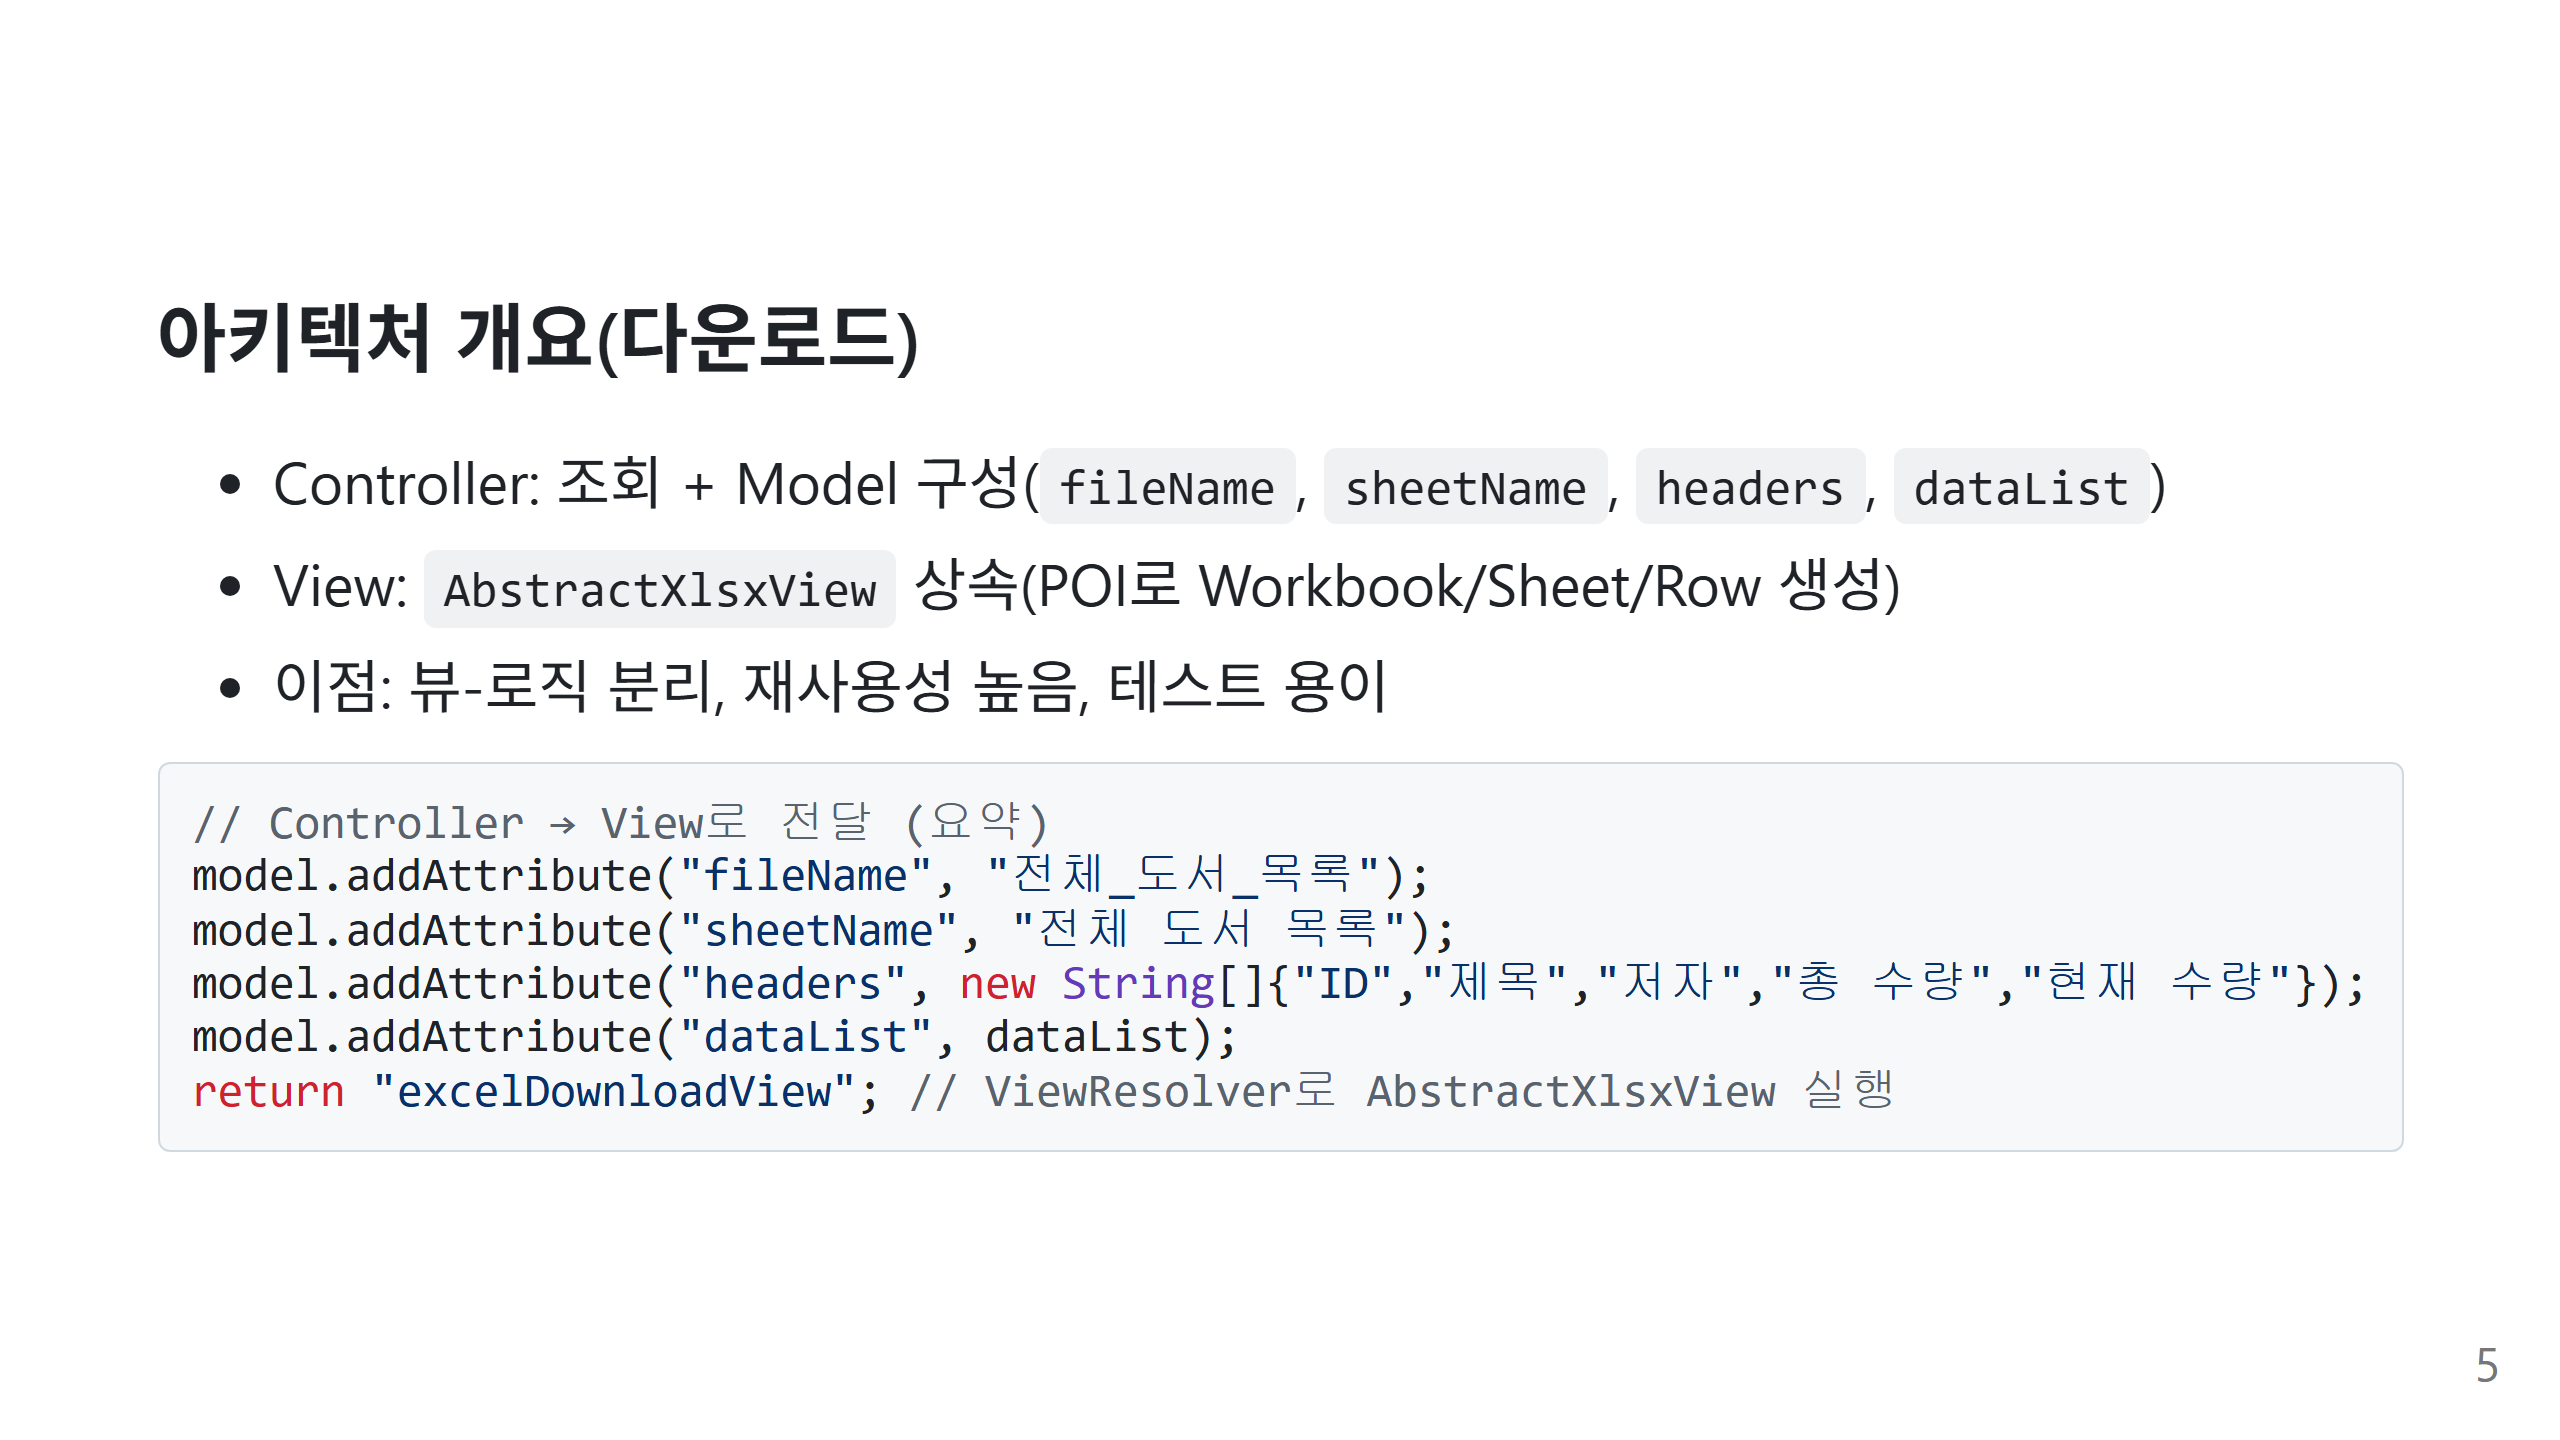 아키텍처 개요(다운로드)
• Controller: 조회 + Model 구성( fileName , sheetName , headers , dataList )
• View: AbstractXlsxView 상속(POI로 Workbook/Sheet/Row 생성)
• 이점: 뷰-로직 분리, 재사용성 높음, 테스트 용이
// Controller → View로 전달 (요약)
model.addAttribute("fileName", "전체_도서_목록");
model.addAttribute("sheetName", "전체 도서 목록");
model.addAttribute("headers", new String[]{"ID","제목","저자","총 수량","현재 수량"});
model.addAttribute("dataList", dataList);
return "excelDownloadView"; // ViewResolver로 AbstractXlsxView 실행
5